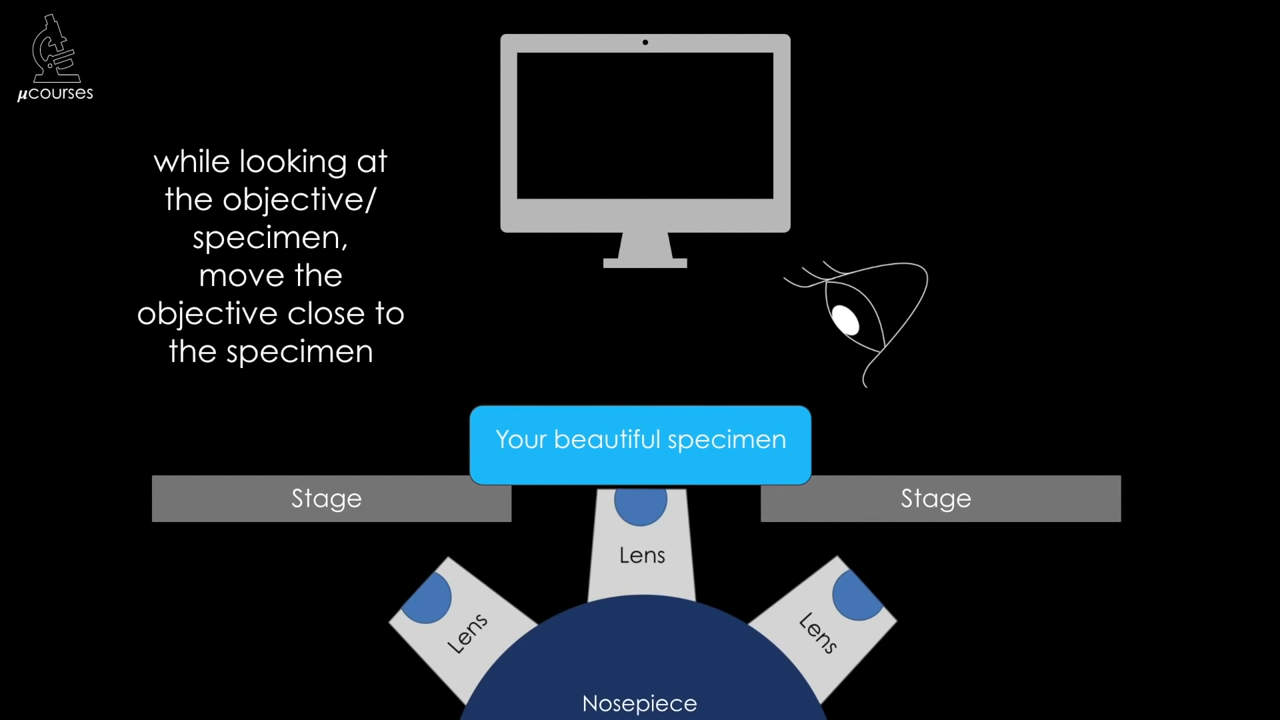 µcourses
while looking at
the objective/
specimen,
move the
objective close to
the specimen
Your beautiful specimen
Stage
Stage
Lens
Lens
Lens
Nosepiece